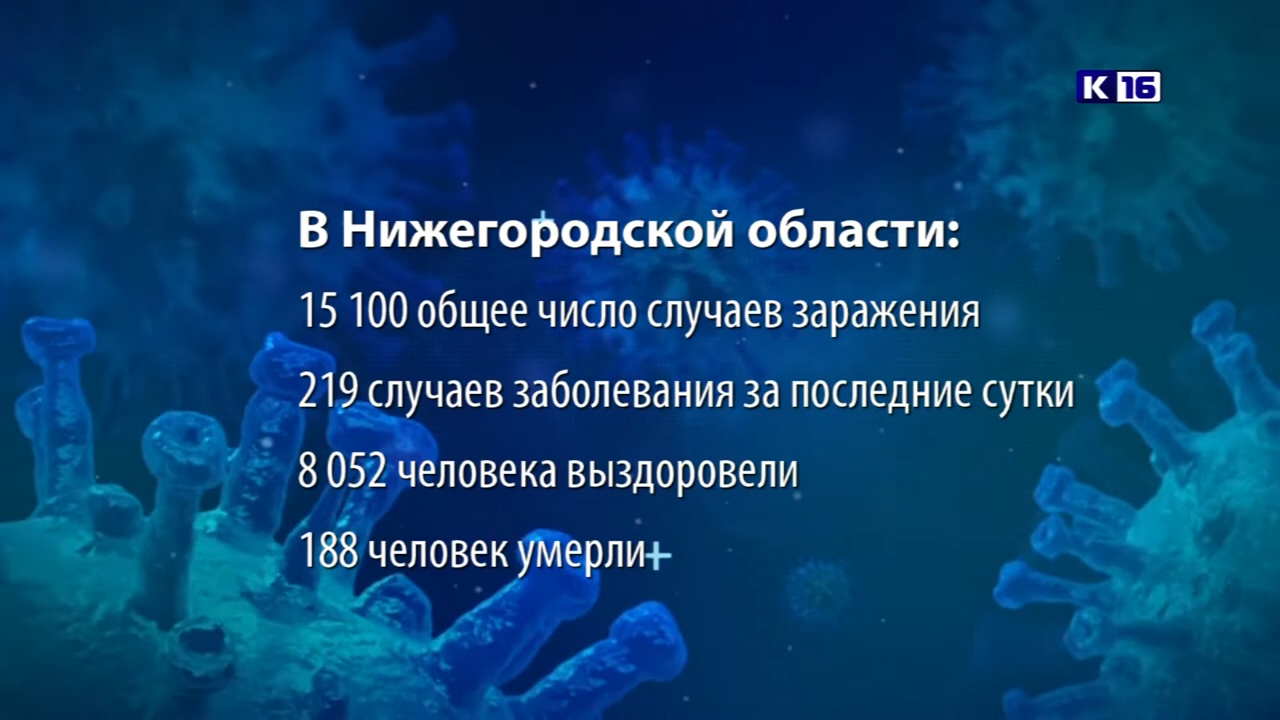 К 16
В Нижегородской области:
15 100 общее число случаев заражения
219 случаев заболевания за последние сутки
8 052 человека выздоровели
188 человек умерли